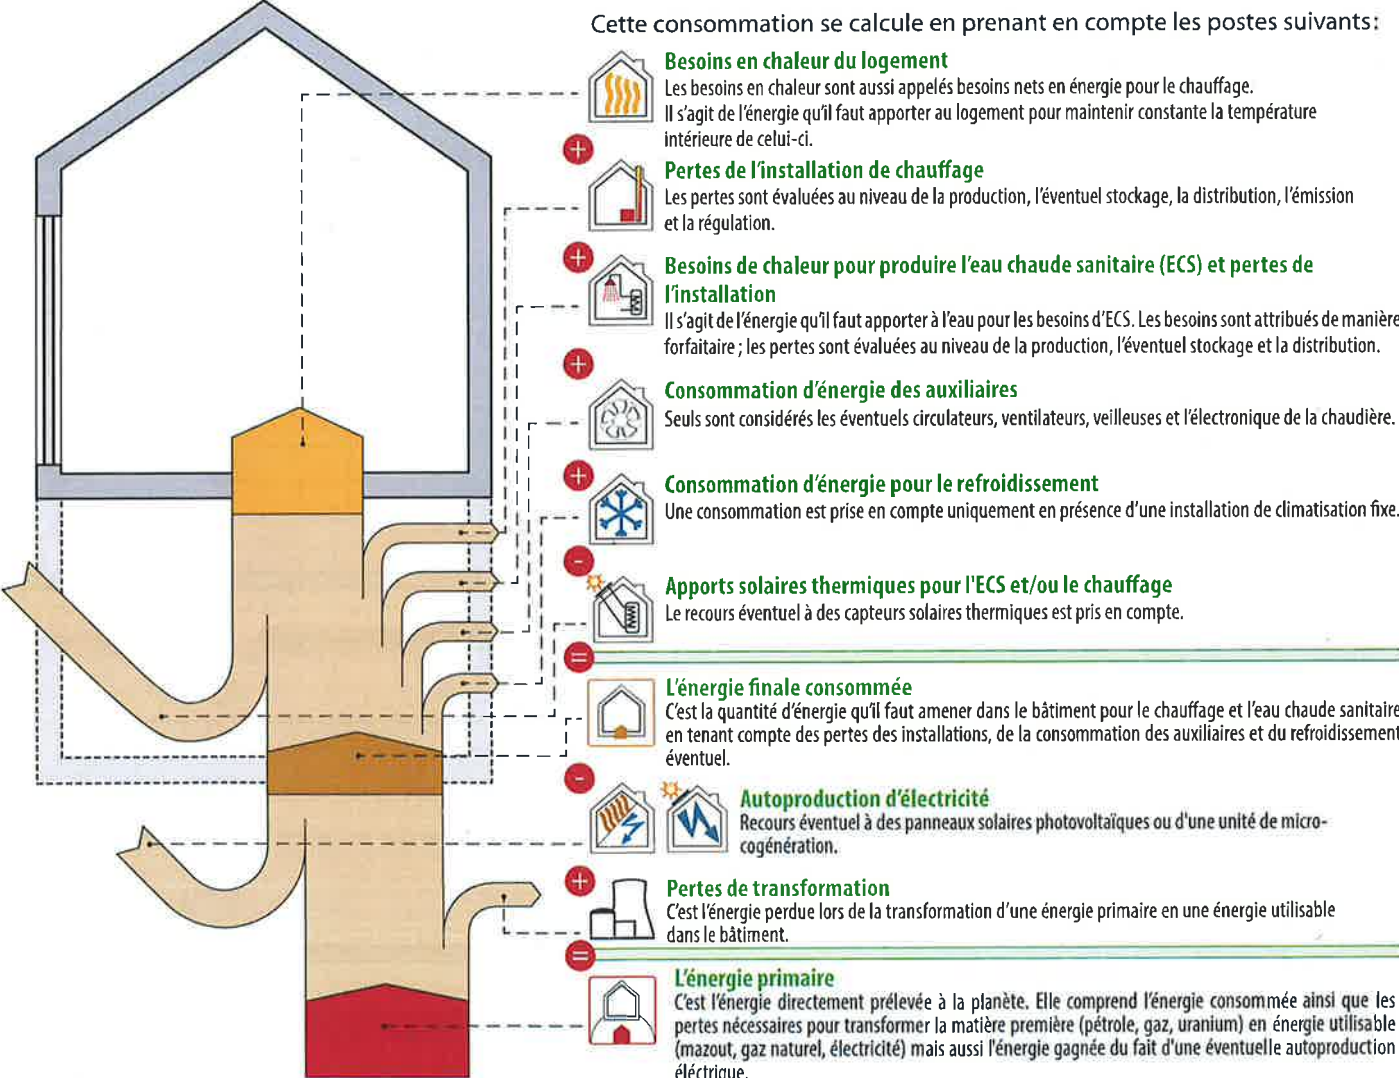 Cette consommation se calcule en prenant en compte les postes suivants:
Besoins en chaleur du logement
Les besoins en chaleur sont aussi appelés besoins nets en énergie pour le chauffage.
Il s'agit de l'énergie qu'il faut apporter au logement pour maintenir constante la température
intérieure de celui-ci.
+
Pertes de l'installation de chauffage
Les pertes sont évaluées au niveau de la production, l'éventuel stockage, la distribution, l'émission
et la régulation.
+
Besoins de chaleur pour produire l'eau chaude sanitaire (ECS) et pertes de
l'installation
Il s'agit de l'énergie qu'il faut apporter à l'eau pour les besoins d'ECS. Les besoins sont attribués de manière
forfaitaire ; les pertes sont évaluées au niveau de la production, l'éventuel stockage et la distribution.
+
Consommation d'énergie des auxiliaires
Seuls sont considérés les éventuels circulateurs, ventilateurs, veilleuses et l'électronique de la chaudière.
+
Consommation d'énergie pour le refroidissement
Une consommation est prise en compte uniquement en présence d'une installation de climatisation fixe.
-
Apports solaires thermiques pour l'ECS et/ou le chauffage
Le recours éventuel à des capteurs solaires thermiques est pris en compte.
=
L'énergie finale consommée
C'est la quantité d'énergie qu'il faut amener dans le bâtiment pour le chauffage et l'eau chaude sanitaire
en tenant compte des pertes des installations, de la consommation des auxiliaires et du refroidissement
éventuel.
-
Autoproduction d'électricité
Recours éventuel à des panneaux solaires photovoltaïques ou d'une unité de micro-
cogénération.
+
Pertes de transformation
C'est l'énergie perdue lors de la transformation d'une énergie primaire en une énergie utilisable
dans le bâtiment.
=
L'énergie primaire
C'est l'énergie directement prélevée à la planète. Elle comprend l'énergie consommée ainsi que les
pertes nécessaires pour transformer la matière première (pétrole, gaz, uranium) en énergie utilisable
(mazout, gaz naturel, électricité) mais aussi l'énergie gagnée du fait d'une éventuelle autoproduction
éléctrique.